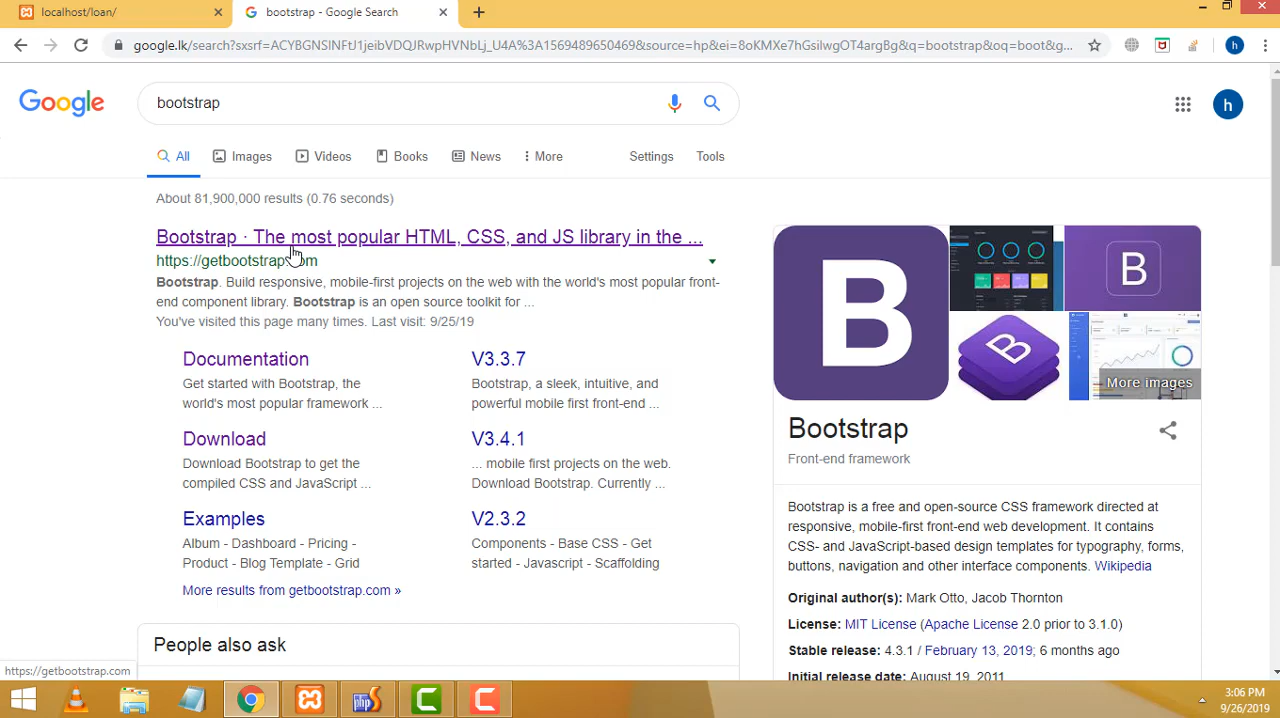 localhost/loan/
bootstrap - Google Search
google.lk/search?sxsrf=ACYBGNSlNFtJ1jeibVDQJRwpHVNbLj_U4A%3A1569489650469&source=hp&ei=8
Google
bootstrap
h
All Images Videos Books News More Settings Tools
About 81,900,000 results (0.76 seconds)
Bootstrap · The most popular HTML, CSS, and JS library in the ...
https://getbootstrap.com
Bootstrap. Build responsive, mobile-first projects on the web with the world's most popular front-
end component library. Bootstrap is an open source toolkit for ...
You've visited this page many times. Last visit: 9/25/19
Documentation
Get started with Bootstrap, the
world's most popular framework ...
V3.3.7
Bootstrap, a sleek, intuitive, and
powerful mobile first front-end ...
Download
Download Bootstrap to get the
compiled CSS and JavaScript ...
V3.4.1
... mobile first projects on the web.
Download Bootstrap. Currently ...
Examples
Album - Dashboard - Pricing -
Product - Blog Template - Grid
V2.3.2
Components - Base CSS - Get
started - Javascript - Scaffolding
More results from getbootstrap.com »
People also ask
B
B
B
More images
Bootstrap
Front-end framework
Bootstrap is a free and open-source CSS framework directed at
responsive, mobile-first front-end web development. It contains
CSS- and JavaScript-based design templates for typography, forms,
buttons, navigation and other interface components. Wikipedia
Original author(s): Mark Otto, Jacob Thornton
License: MIT License (Apache License 2.0 prior to 3.1.0)
Stable release: 4.3.1 / February 13, 2019; 6 months ago
Initial release date: August 19, 2011
https://getbootstrap.com
3:06 PM
9/26/2019